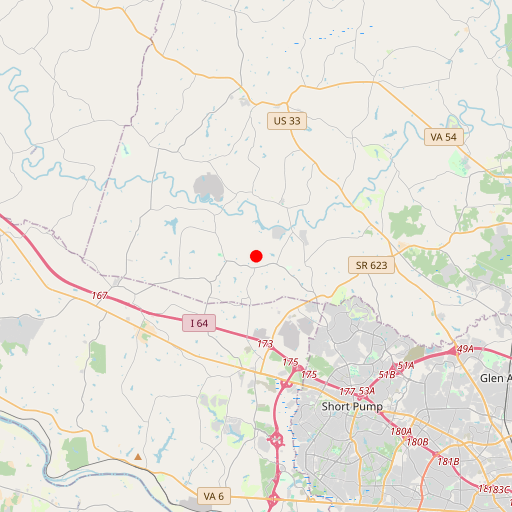 US 33
VA 54
SR 623
167
I 64
173
49A
175
51A
175
51B
Glen A
177
53A
Short Pump
64
180A
180B
181B
183C
VA 6